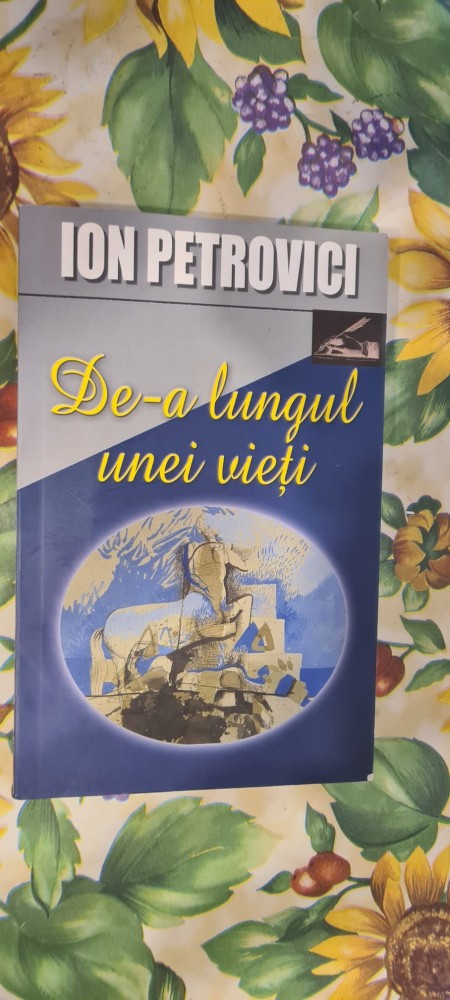 ION PETROVICI
De-a lungul
unei vieți